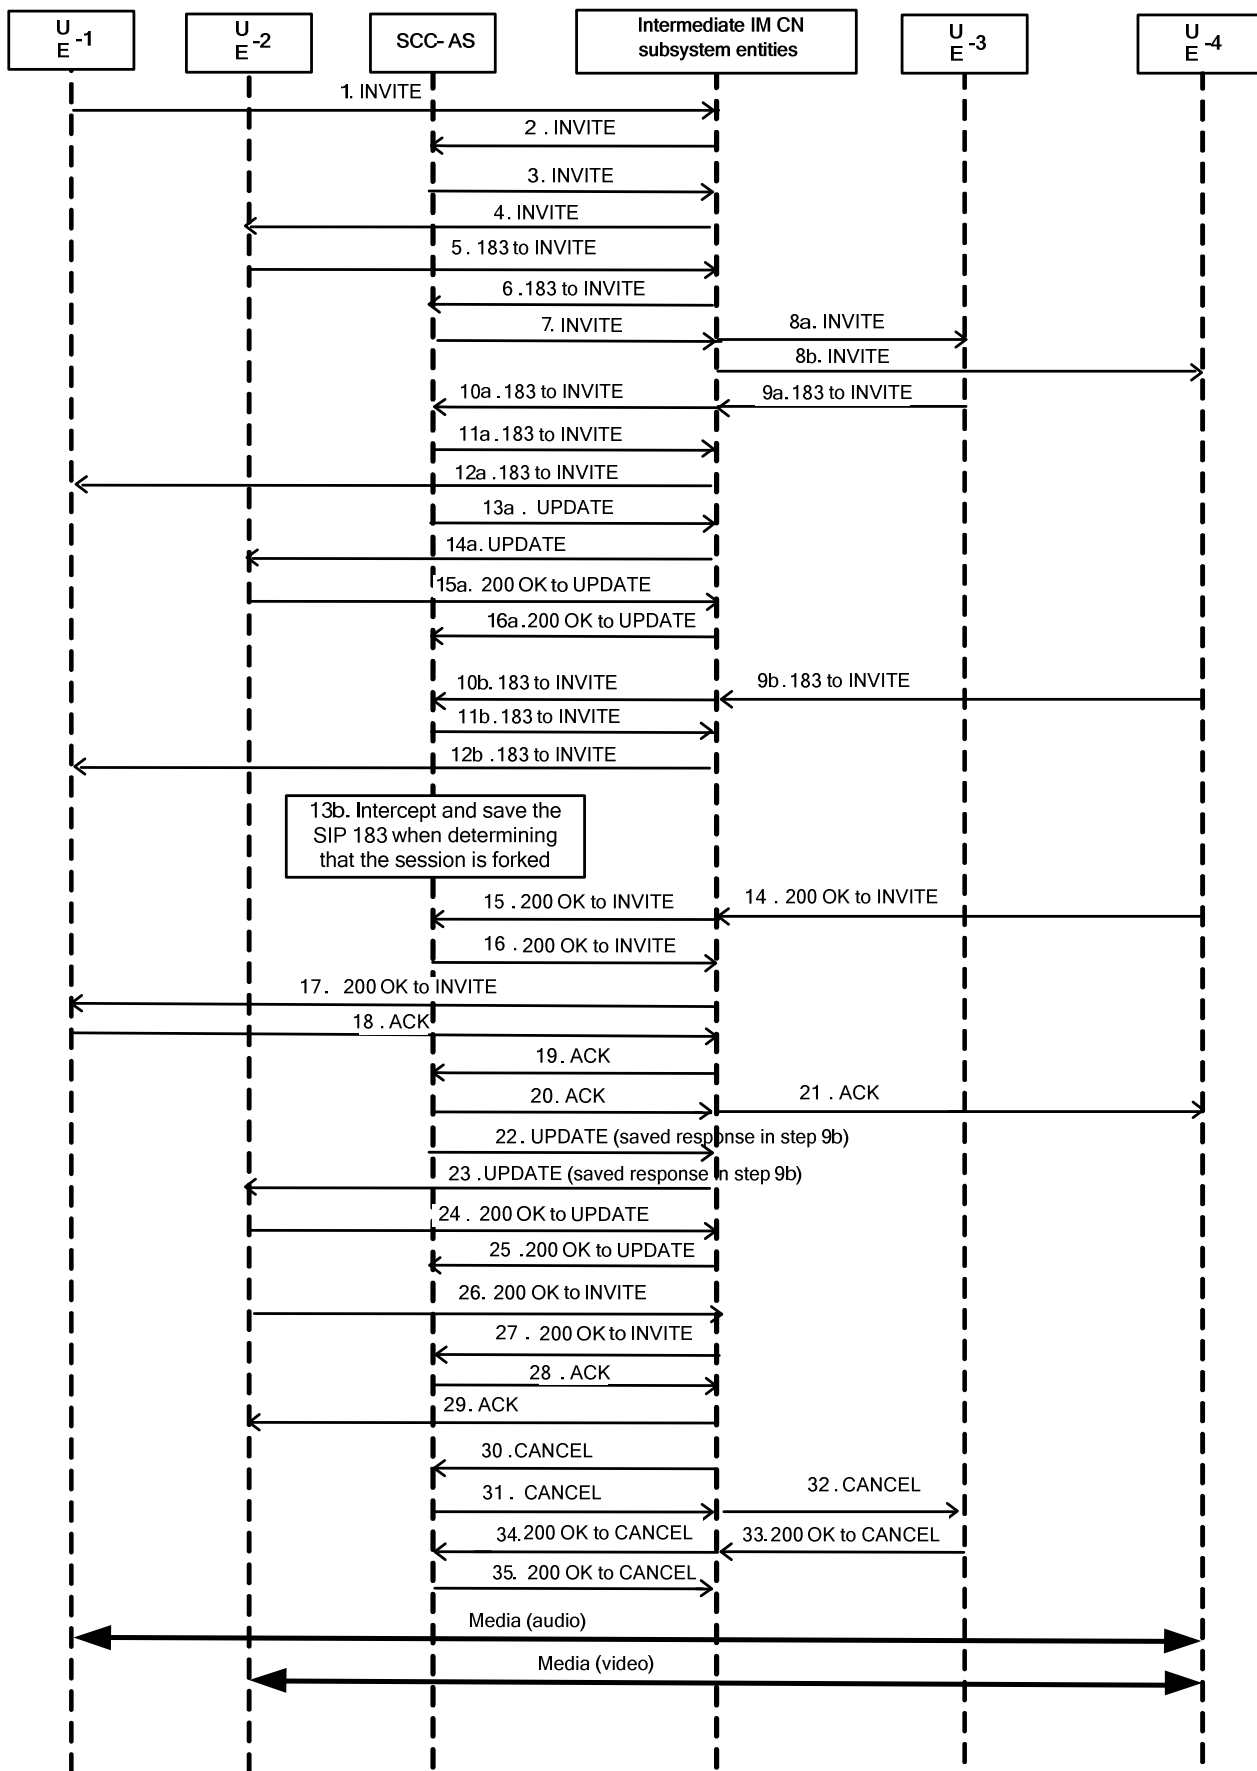 U
E -1
U
E -2
SCC-AS
Intermediate IM CN
subsystem entities
U
E -3
U
E -4
1. INVITE
2 . INVITE
3. INVITE
4. INVITE
5 . 183 to INVITE
6 .183 to INVITE
7. INVITE
8a. INVITE
8b. INVITE
10a .183 to INVITE
9a.183 to INVITE
11a .183 to INVITE
12a .183 to INVITE
13a . UPDATE
14a. UPDATE
15a. 200 OK to UPDATE
16a.200 OK to UPDATE
10b. 183 to INVITE
9b .183 to INVITE
11b .183 to INVITE
12b .183 to INVITE
13b. Intercept and save the
SIP 183 when determining
that the session is forked
15 . 200 OK to INVITE
14 . 200 OK to INVITE
16 . 200 OK to INVITE
17. 200 OK to INVITE
18 . ACK
19. ACK
20. ACK
21 . ACK
22. UPDATE (saved response in step 9b)
23 .UPDATE (saved response in step 9b)
24 . 200 OK to UPDATE
25 .200 OK to UPDATE
26. 200 OK to INVITE
27 . 200 OK to INVITE
28 . ACK
29. ACK
30 .CANCEL
31 . CANCEL
32 . CANCEL
34.200 OK to CANCEL
33.200 OK to CANCEL
35. 200 OK to CANCEL
Media (audio)
Media (video)